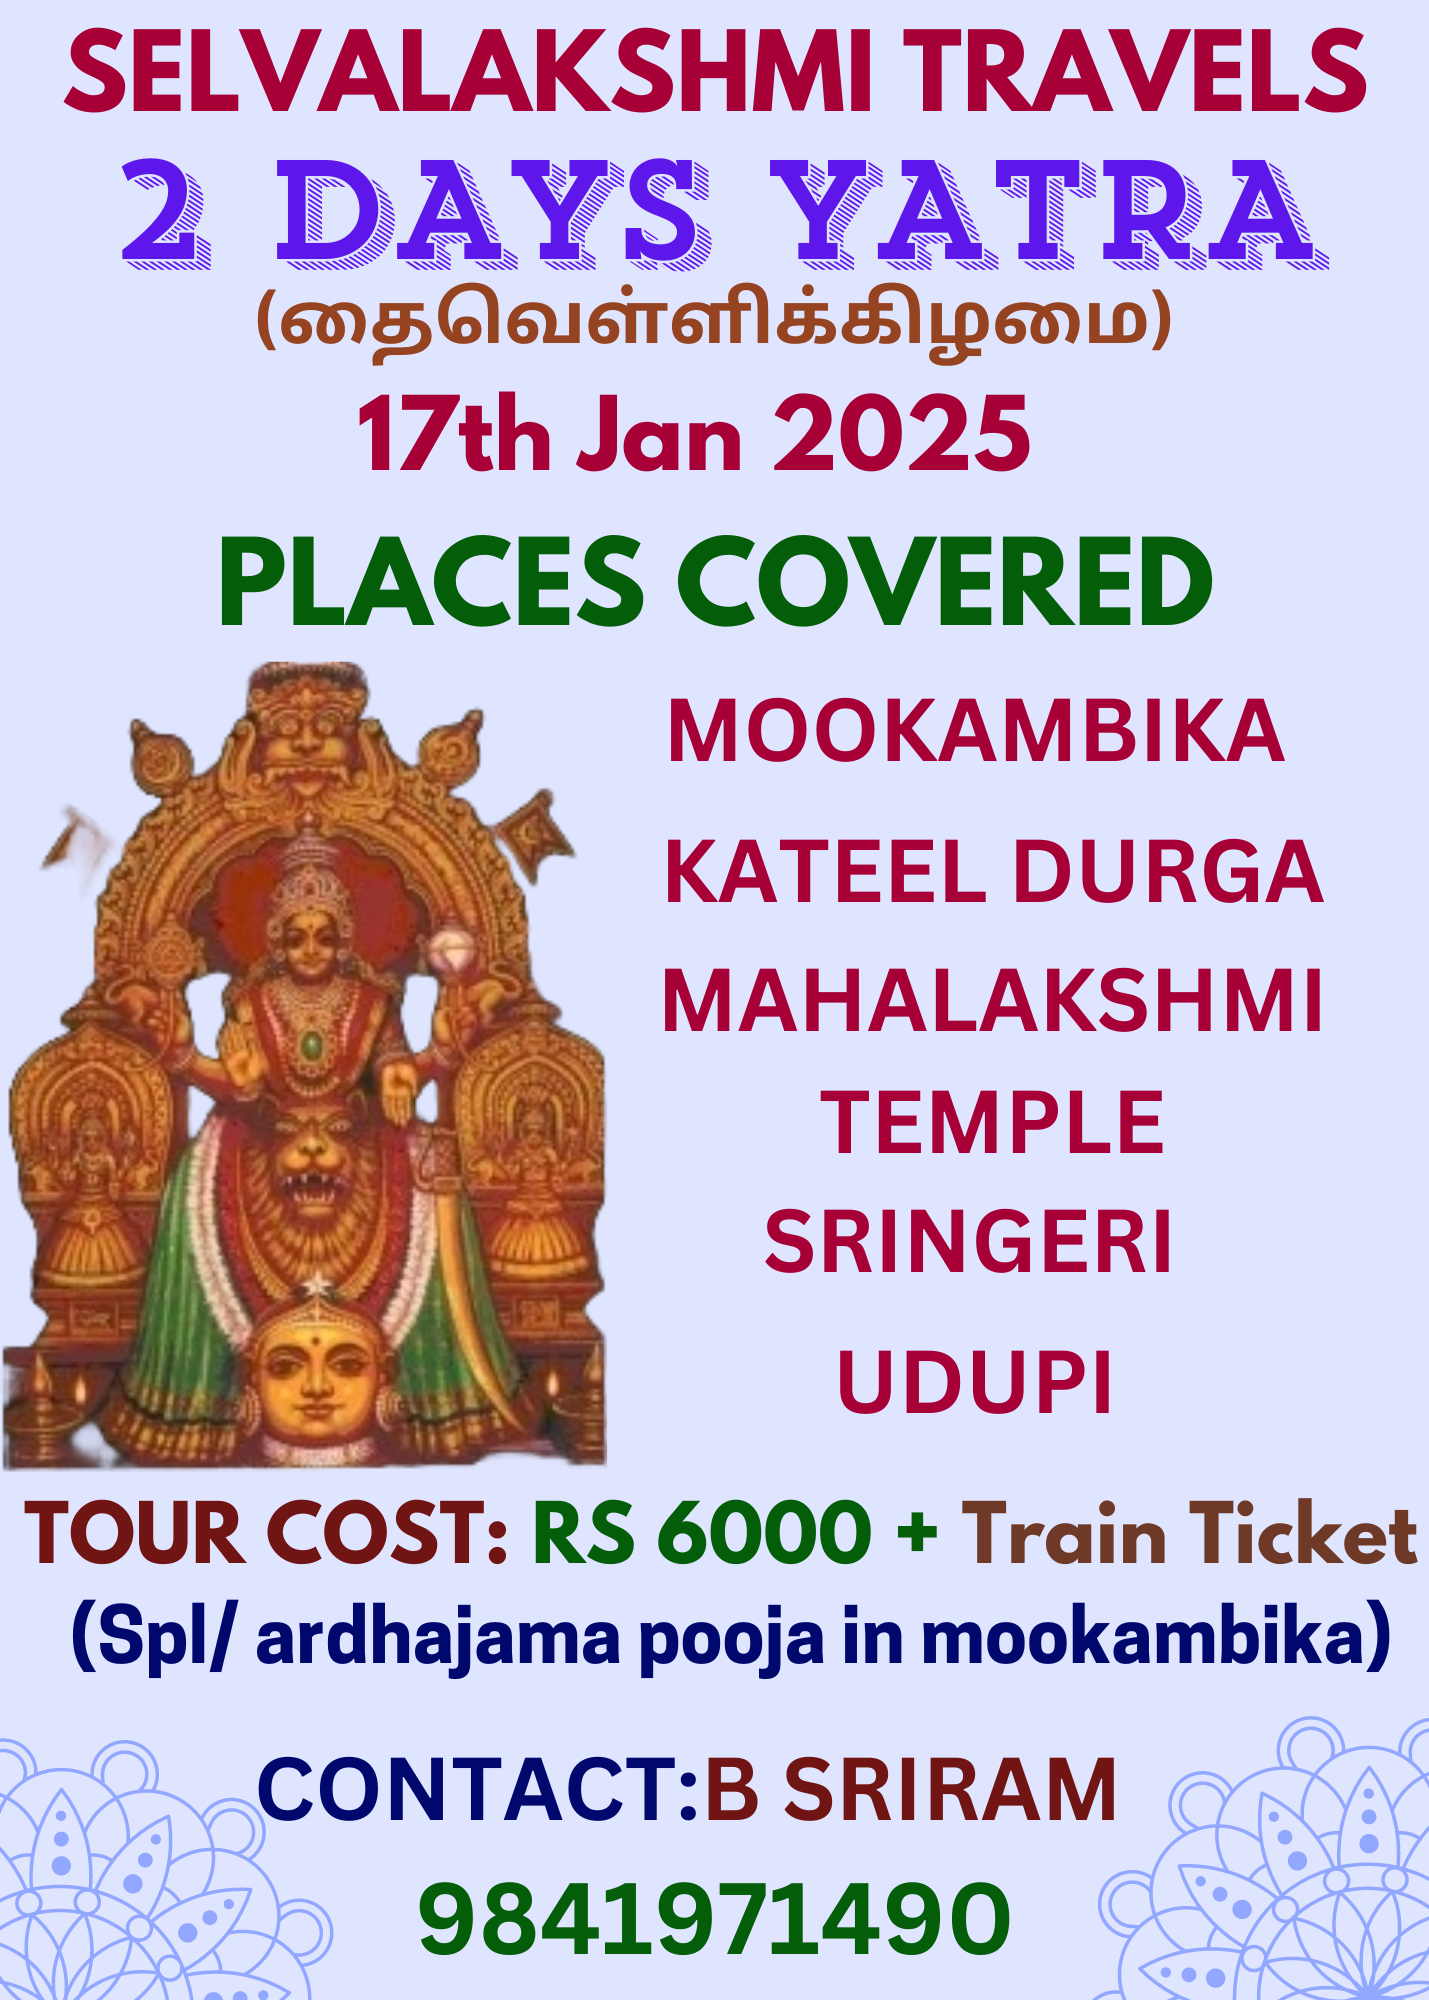 SELVALAKSHMI TRAVELS
2 DAYS YATRA
(தைவெள்ளிக்கிழமை)
17th Jan 2025
PLACES COVERED
MOOKAMBIKA
KATEEL DURGA
MAHALAKSHMI
TEMPLE
SRINGERI
UDUPI
TOUR COST: RS 6000 + Train Ticket
(Spl/ ardhajama pooja in mookambika)
CONTACT:B SRIRAM
9841971490